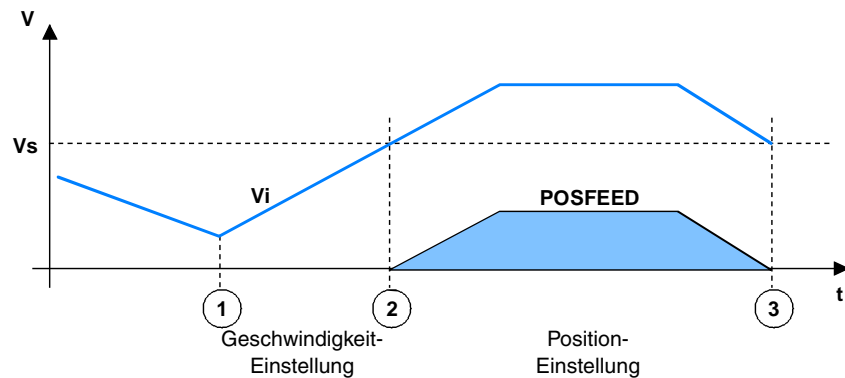 V
Vs
Vi
POSFEED
t
1
2
3
Geschwindigkeit-
Einstellung
Position-
Einstellung